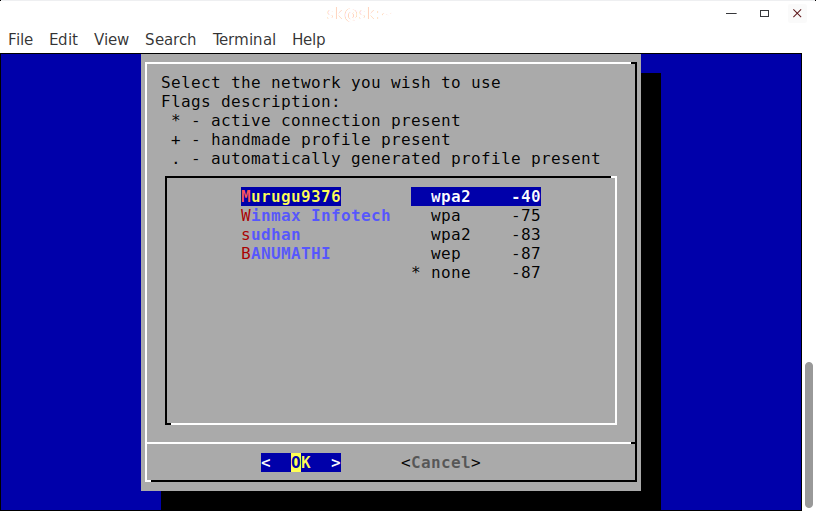 sk@sk:~
File Edit View Search Terminal Help
Select the network you wish to use
Flags description:
* - active connection present
+ - handmade profile present
. - automatically generated profile present
Murugu9376 wpa2 -40
Winmax Infotech wpa -75
sudhan wpa2 -83
BANUMATHI wep -87
* none -87
< OK > <Cancel>